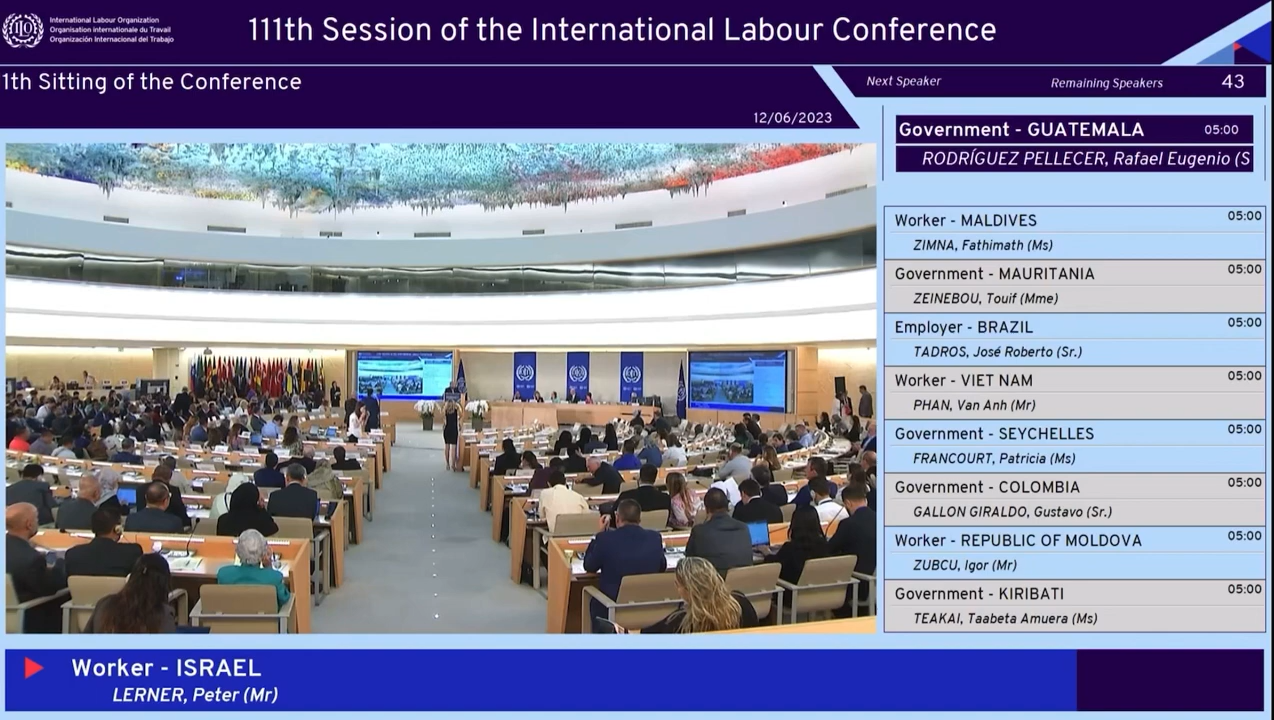 International Labour Organization
Organisation internationale du Travail
Organización Internacional del Trabajo
111th Session of the International Labour Conference
1th Sitting of the Conference
12/06/2023
Next Speaker
Remaining Speakers
43
Government - GUATEMALA 05:00
RODRÍGUEZ PELLECER, Rafael Eugenio (S
Worker - MALDIVES 05:00
ZIMNA, Fathimath (Ms)
Government - MAURITANIA 05:00
ZEINEBOU, Touif (Mme)
Employer - BRAZIL 05:00
TADROS, José Roberto (Sr.)
Worker - VIET NAM 05:00
PHAN, Van Anh (Mr)
Government - SEYCHELLES 05:00
FRANCOURT, Patricia (Ms)
Government - COLOMBIA 05:00
GALLON GIRALDO, Gustavo (Sr.)
Worker - REPUBLIC OF MOLDOVA 05:00
ZUBCU, Igor (Mr)
Government - KIRIBATI 05:00
TEAKAI, Taabeta Amuera (Ms)
Worker - ISRAEL
LERNER, Peter (Mr)